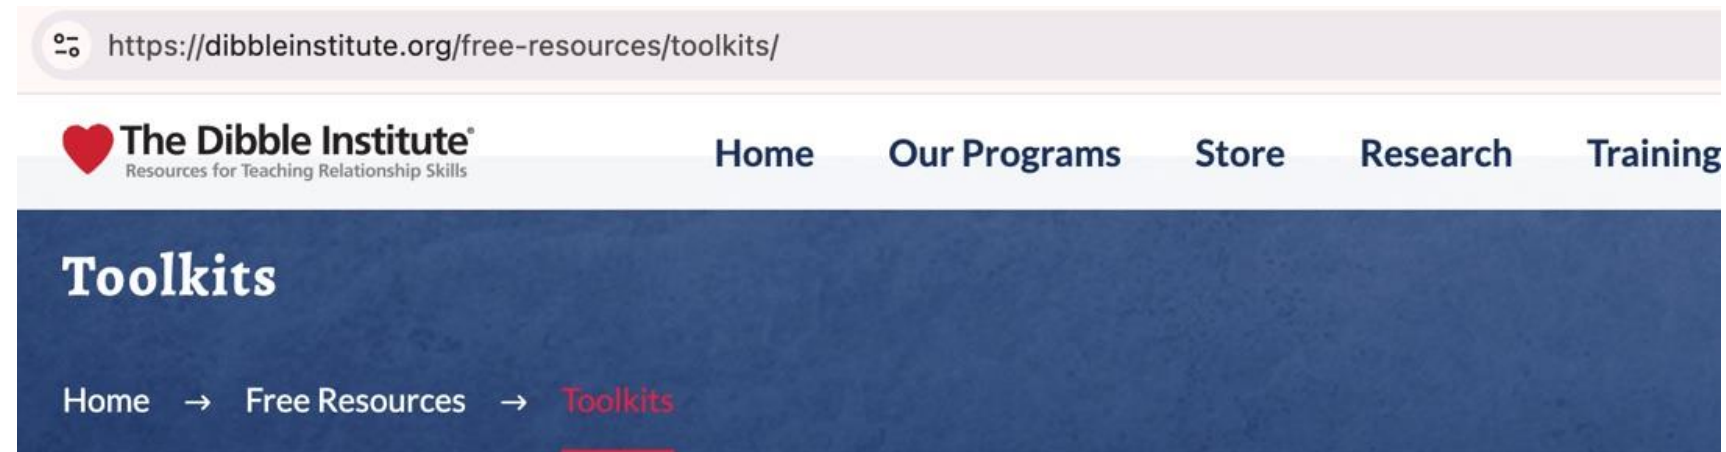 https://dibbleinstitute.org/free-resources/toolkits/
The Dibble Institute®
Resources for Teaching Relationship Skills
Home Our Programs Store Research Training
Toolkits
Home → Free Resources → Toolkits